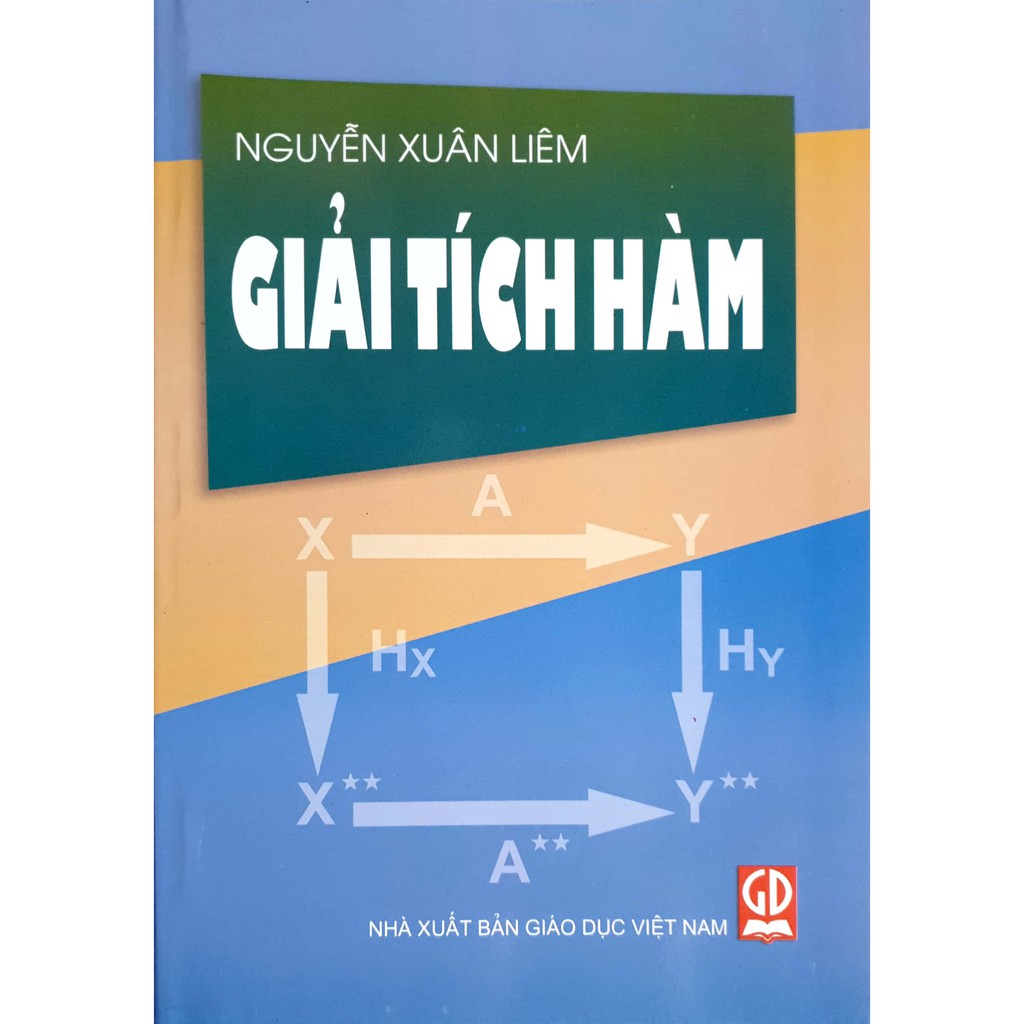 NGUYỄN XUÂN LIÊM
GIẢI TÍCH HÀM
A
X Y
HX HY
X** Y**
A**
GD
NHÀ XUẤT BẢN GIÁO DỤC VIỆT NAM